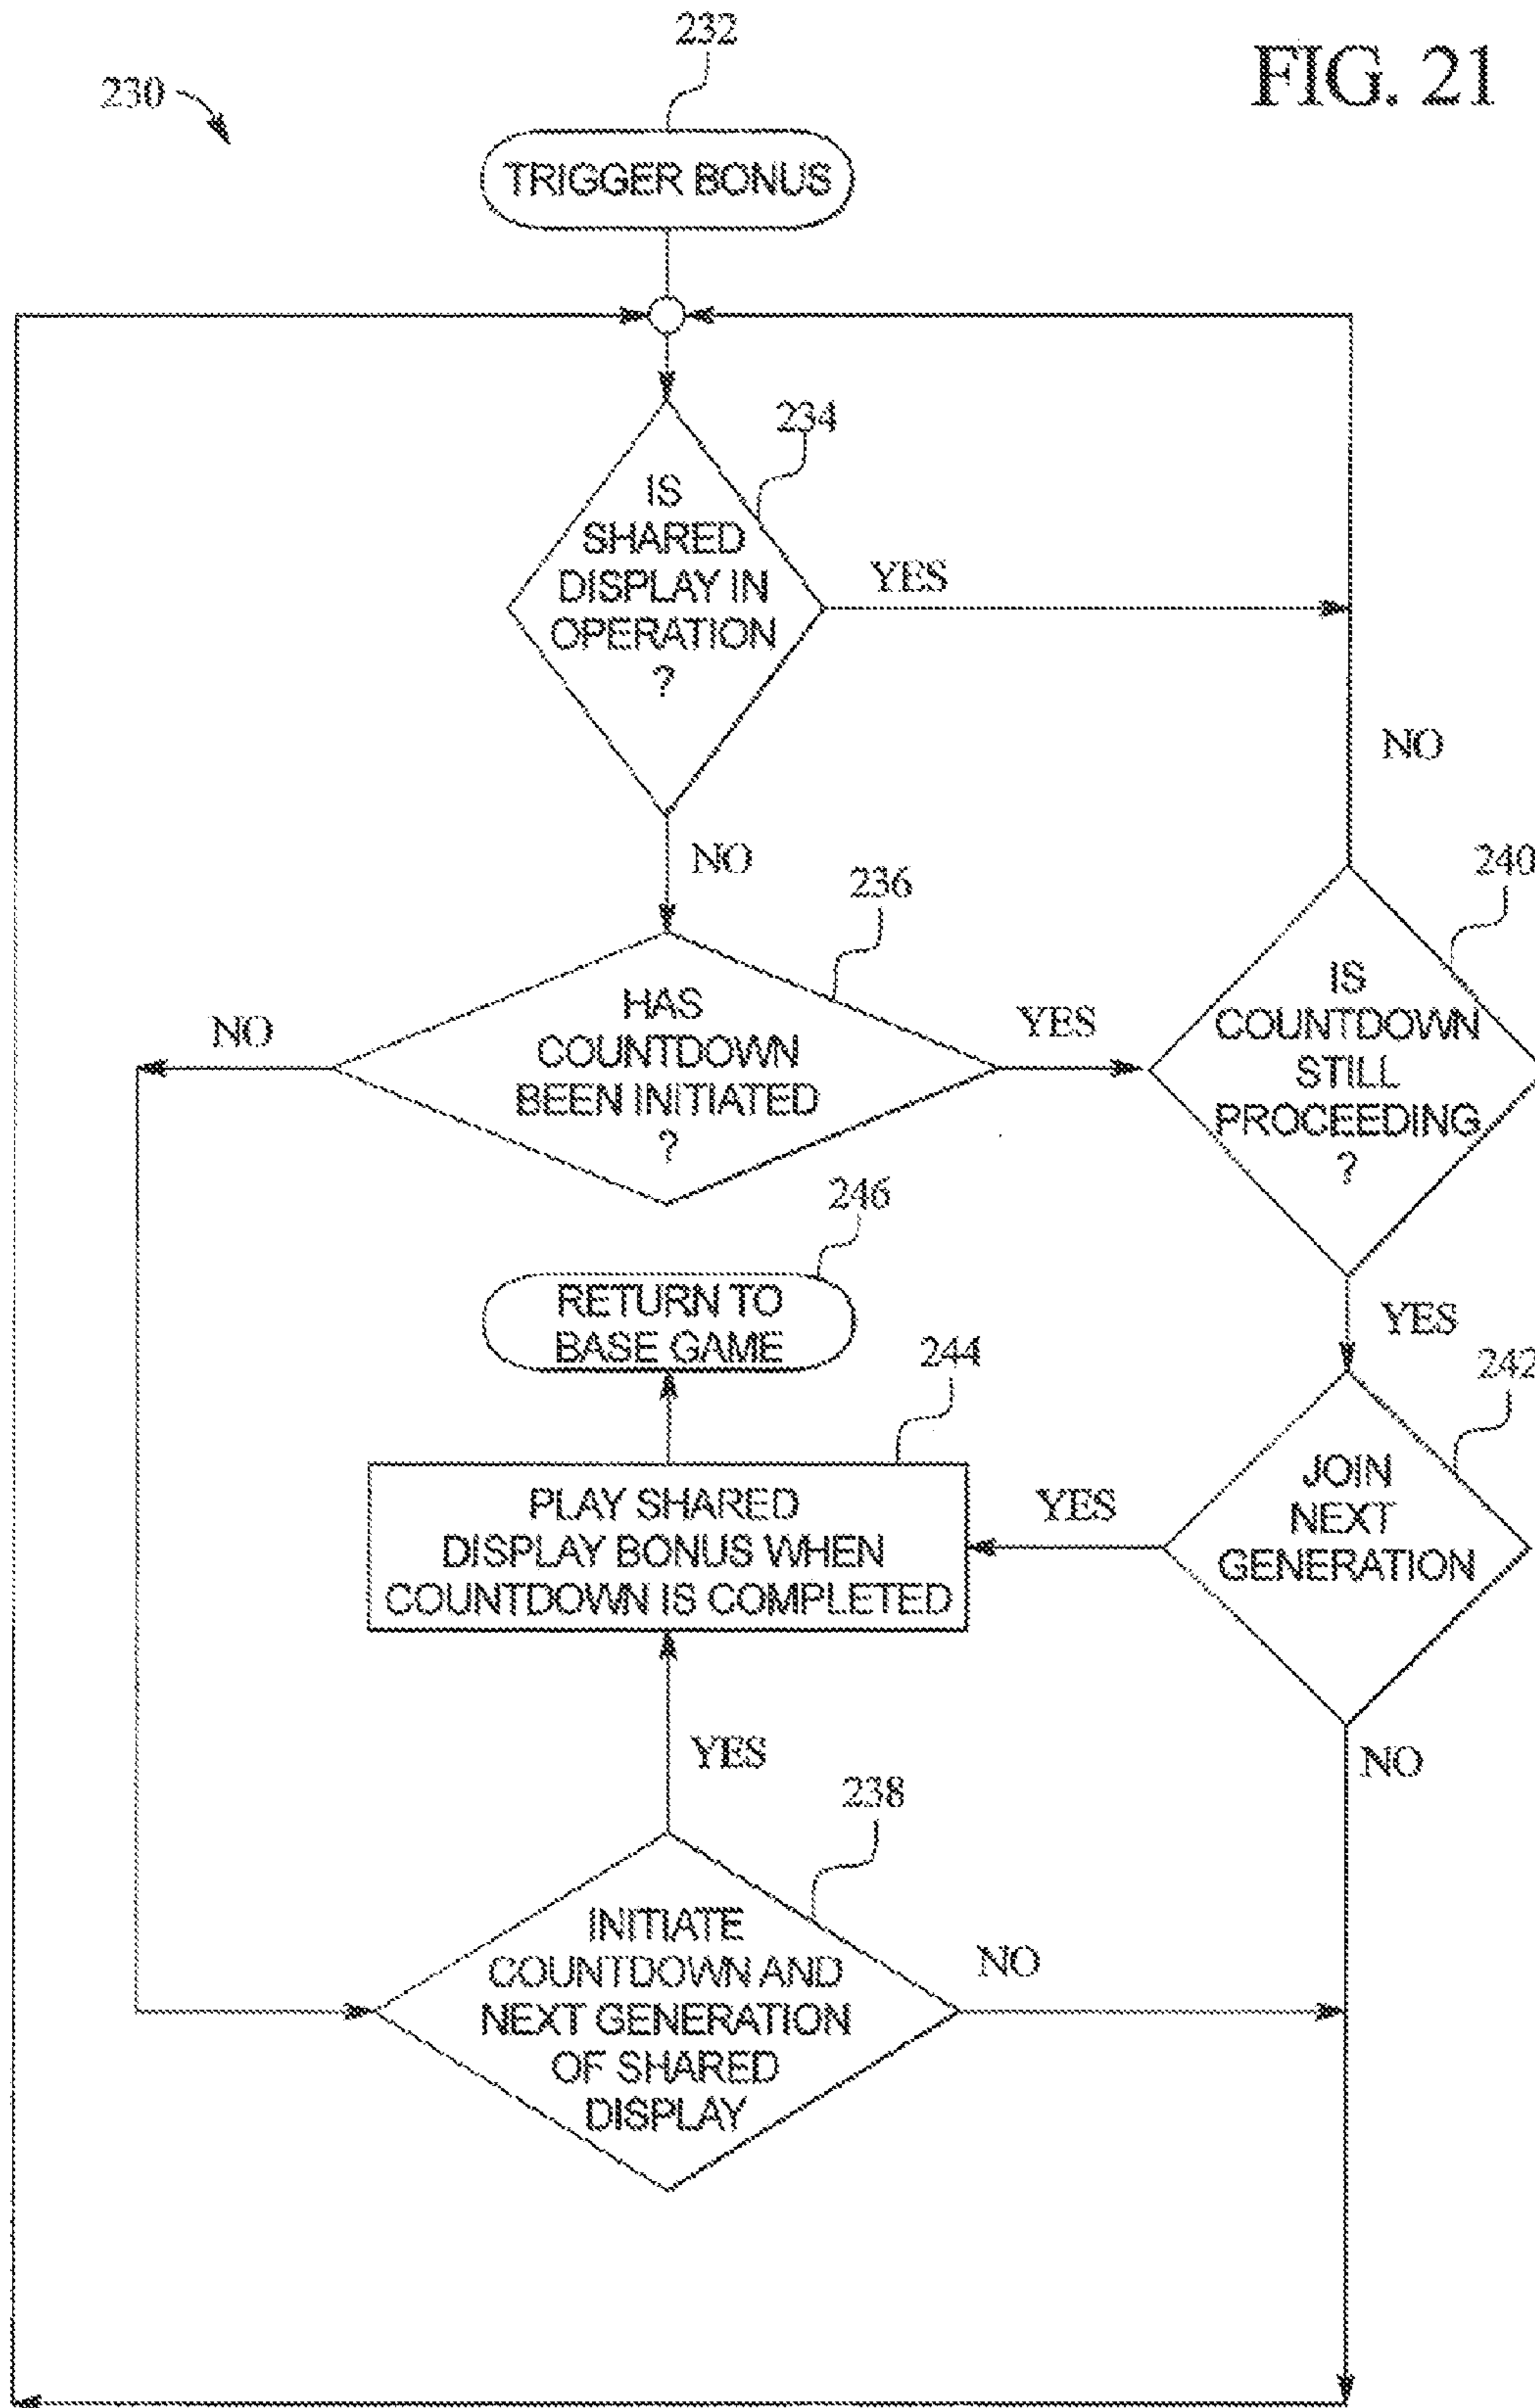 232
FIG. 21
230
TRIGGER BONUS
234
IS
SHARED
DISPLAY IN
OPERATION
?
YES
NO
NO
236
240
HAS
COUNTDOWN
BEEN INITIATED
?
NO
YES
IS
COUNTDOWN
STILL
PROCEEDING
?
246
RETURN TO
BASE GAME
YES
244
242
PLAY SHARED
DISPLAY BONUS WHEN
COUNTDOWN IS COMPLETED
YES
JOIN
NEXT
GENERATION
YES
NO
238
INITIATE
COUNTDOWN AND
NEXT GENERATION
OF SHARED
DISPLAY
NO